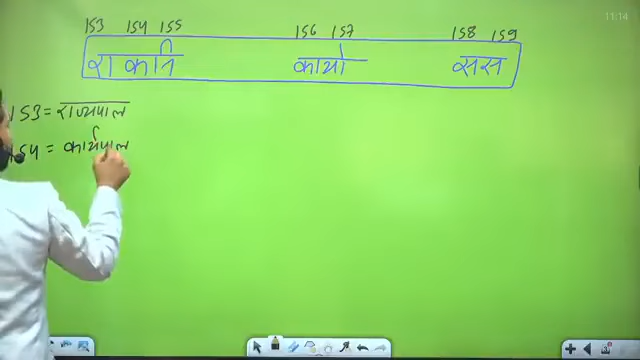 153 154 155 156 157 158 159
राकानि कार्यो सस
153 = राज्यपाल
154 = कार्यपाल
11:14